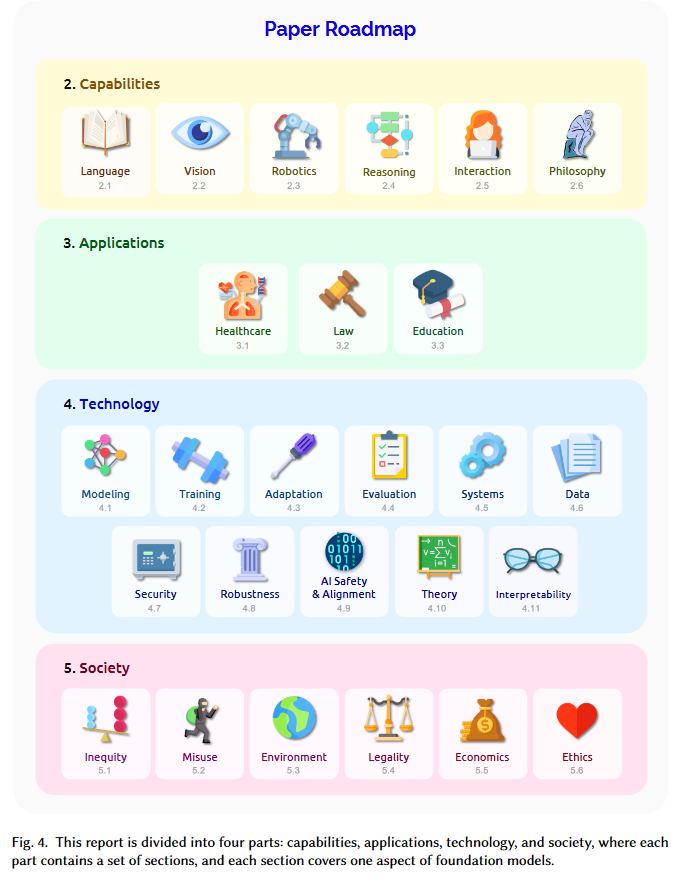 Paper Roadmap
2. Capabilities
Language
2.1
Vision
2.2
Robotics
2.3
Reasoning
2.4
Interaction
2.5
Philosophy
2.6
3. Applications
Healthcare
3.1
Law
3.2
Education
3.3
4. Technology
Modeling
4.1
Training
4.2
Adaptation
4.3
Evaluation
4.4
Systems
4.5
Data
4.6
Security
4.7
Robustness
4.8
00
01011
101
AI Safety
& Alignment
4.9
n
v=∑v_i
i=1
Theory
4.10
Interpretability
4.11
5. Society
Inequity
5.1
Misuse
5.2
Environment
5.3
Legality
5.4
$
Economics
5.5
Ethics
5.6
Fig. 4. This report is divided into four parts: capabilities, applications, technology, and society, where each
part contains a set of sections, and each section covers one aspect of foundation models.